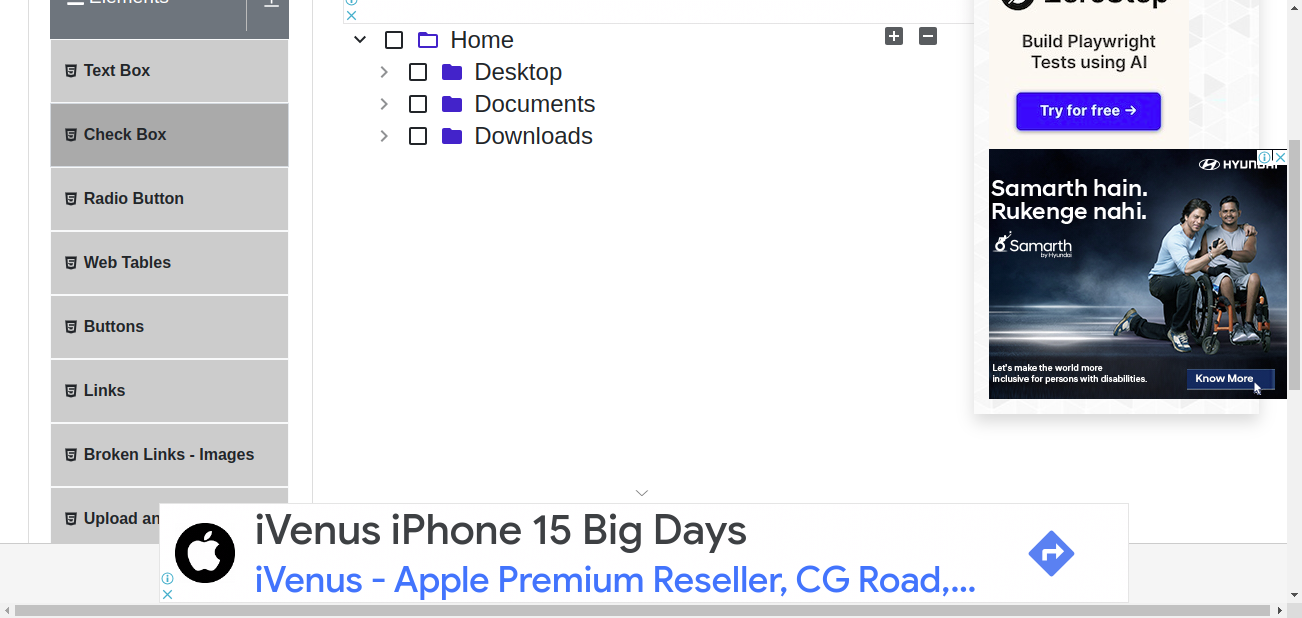 Elements
Text Box
Check Box
Radio Button
Web Tables
Buttons
Links
Broken Links - Images
Upload an
Home
Desktop
Documents
Downloads
ZeroStep
Build Playwright
Tests using AI
Try for free →
HYUNDAI
Samarth hain.
Rukenge nahi.
Samarth
by Hyundai
Let's make the world more
inclusive for persons with disabilities.
Know More
iVenus iPhone 15 Big Days
iVenus - Apple Premium Reseller, CG Road,...